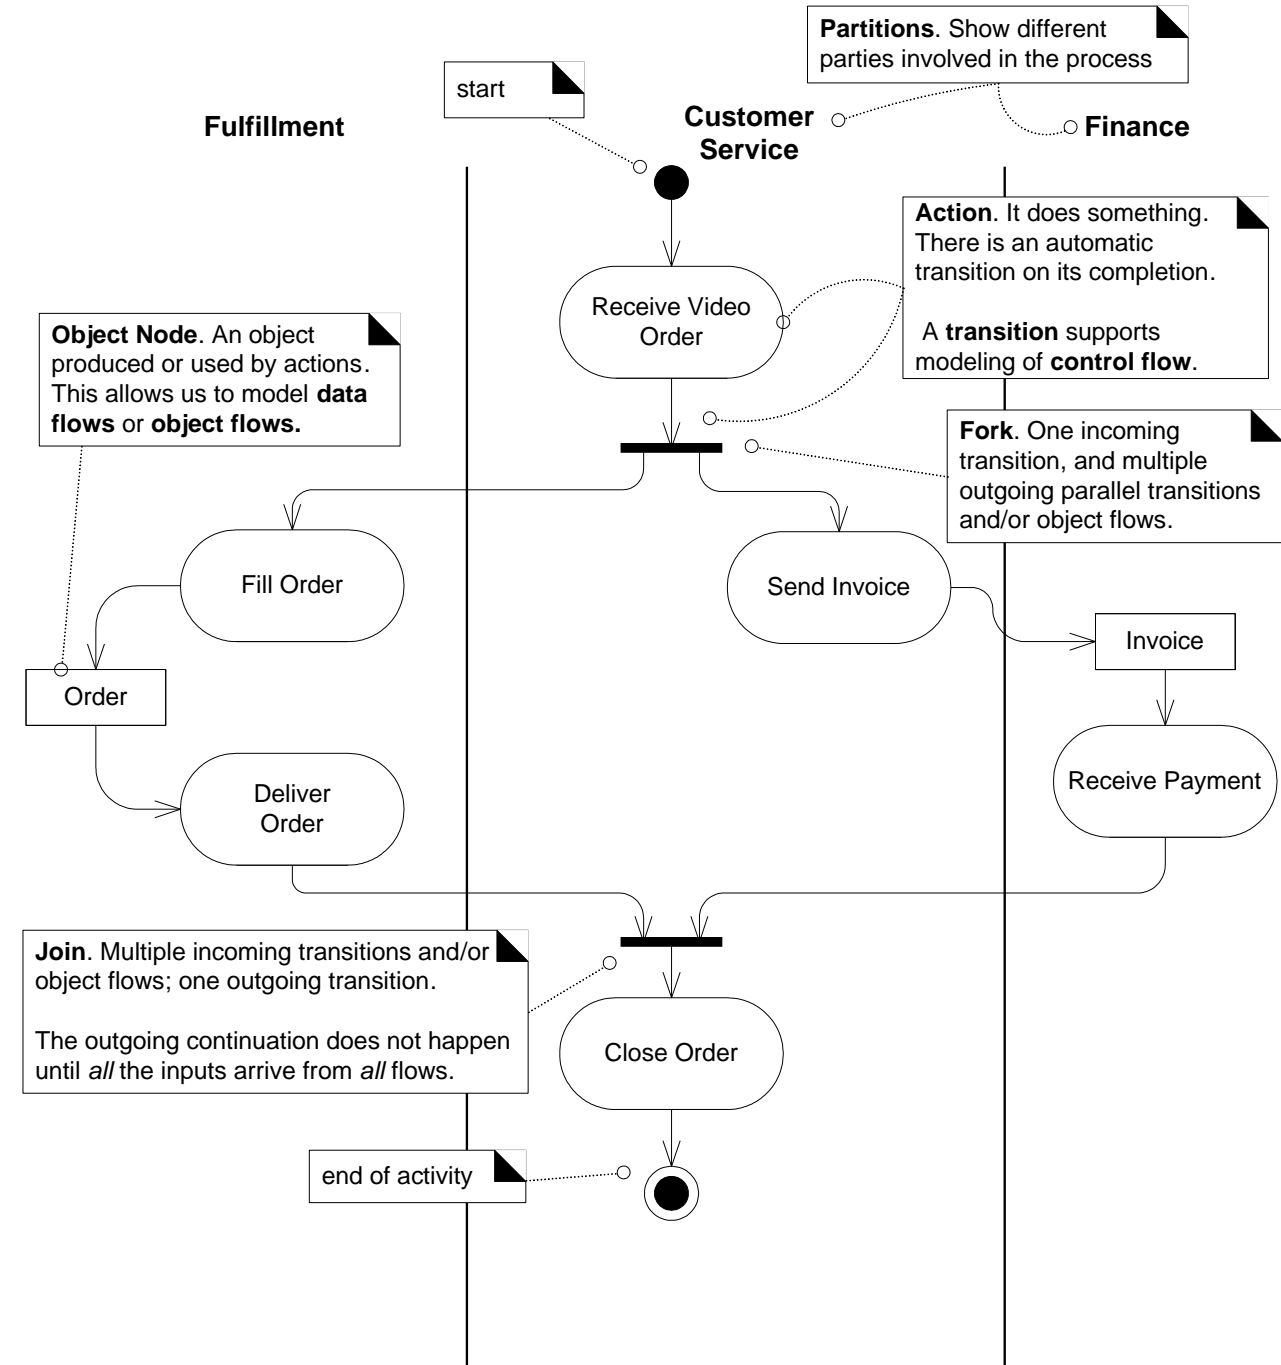 Partitions. Show different
parties involved in the process
start
Fulfillment
Customer
Service
Finance
Action. It does something.
There is an automatic
transition on its completion.
A transition supports
modeling of control flow.
Receive Video
Order
Object Node. An object
produced or used by actions.
This allows us to model data
flows or object flows.
Fork. One incoming
transition, and multiple
outgoing parallel transitions
and/or object flows.
Fill Order
Send Invoice
Invoice
Order
Deliver
Order
Receive Payment
Join. Multiple incoming transitions and/or
object flows; one outgoing transition.
The outgoing continuation does not happen
until all the inputs arrive from all flows.
Close Order
end of activity